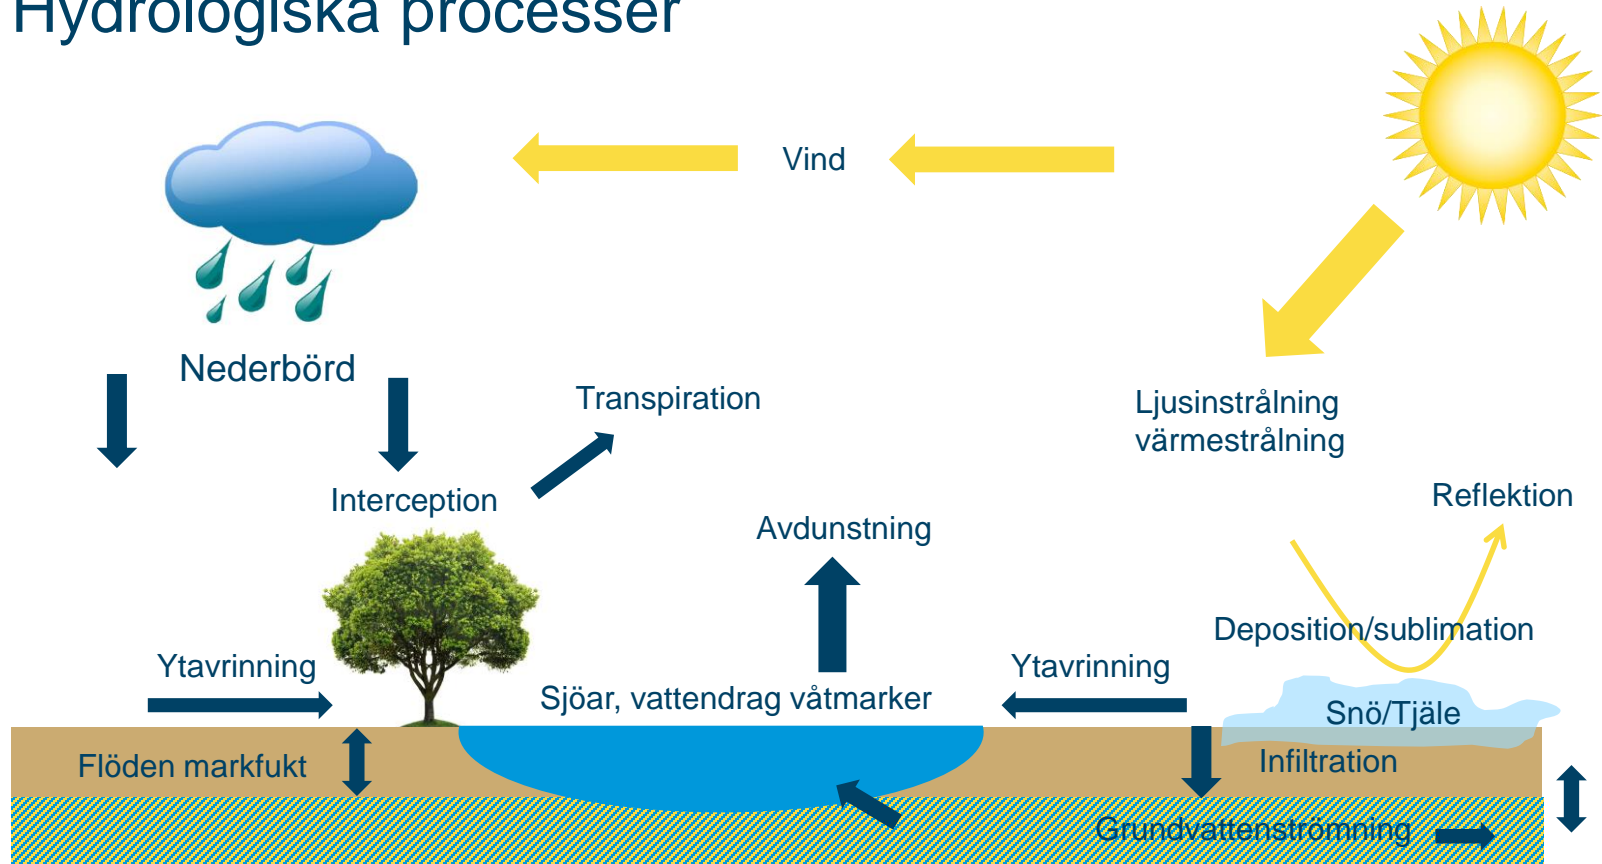 Hydrologiska processer
Vind
Nederbörd
Transpiration
Ljusinstrålning
värmestrålning
Interception
Reflektion
Avdunstning
Deposition/sublimation
Ytavrinning
Ytavrinning
Sjöar, vattendrag våtmarker
Snö/Tjäle
Flöden markfukt
Infiltration
Grundvattenströmning